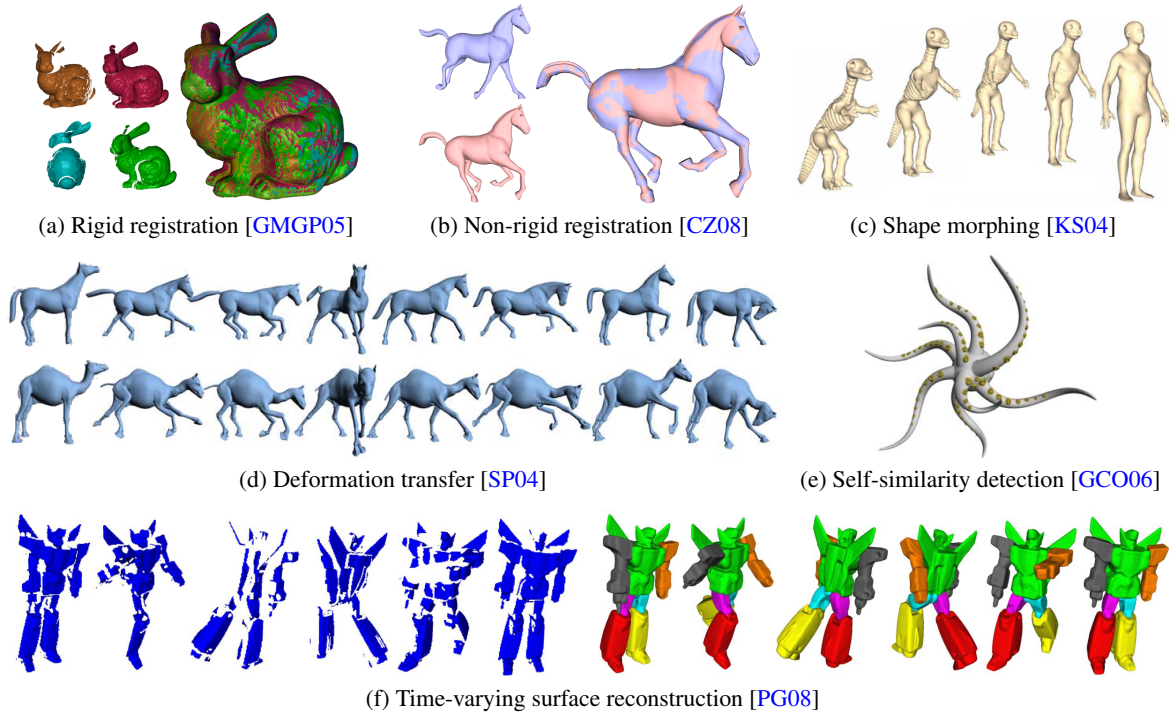 (a) Rigid registration [GMGP05]
(b) Non-rigid registration [CZ08]
(c) Shape morphing [KS04]
(d) Deformation transfer [SP04]
(e) Self-similarity detection [GCO06]
(f) Time-varying surface reconstruction [PG08]